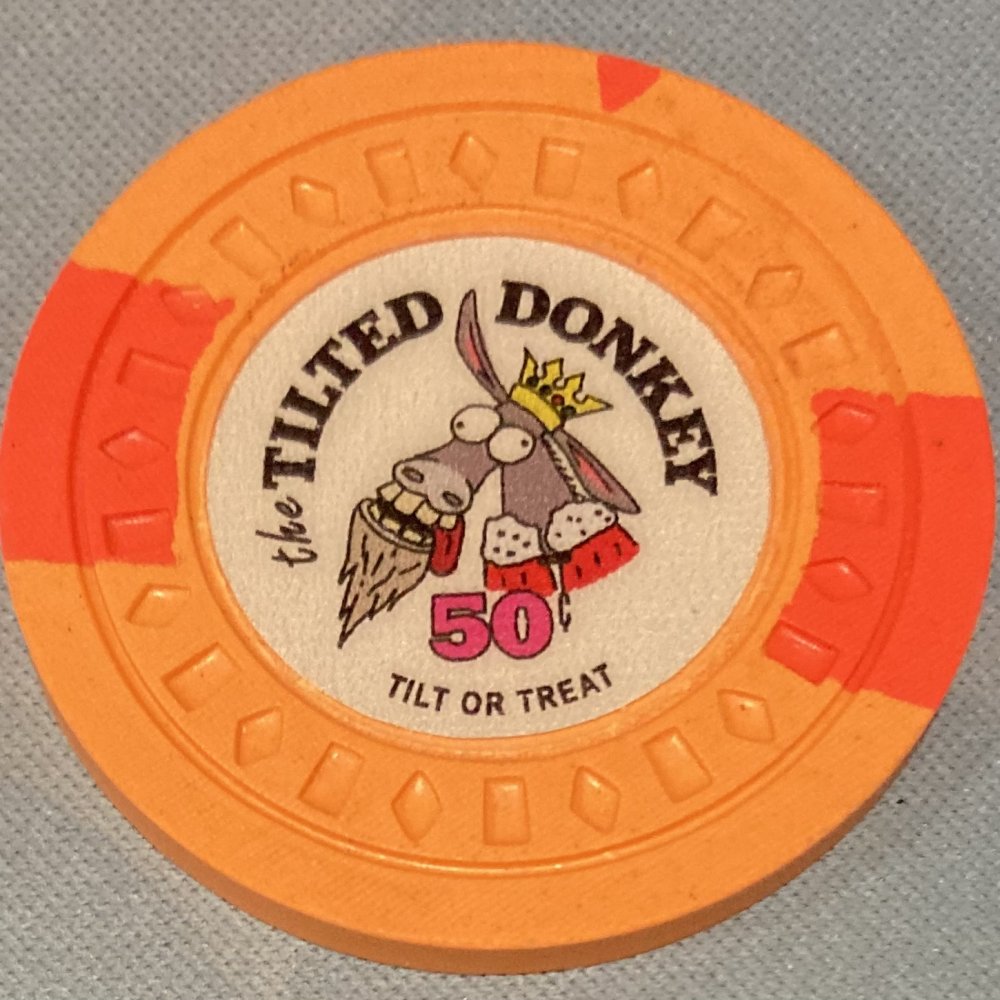 the TILTED DONKEY
50¢
TILT OR TREAT